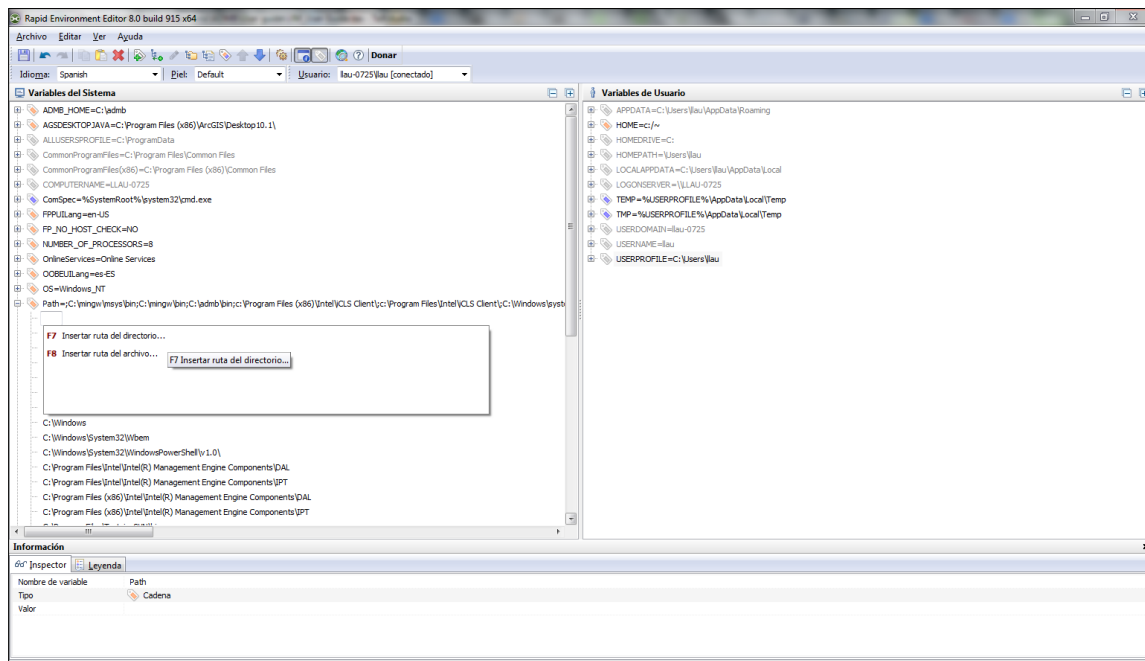 Rapid Environment Editor 8.0 build 915 x64
Archivo Editar Ver Ayuda
Donar
Idioma: Spanish Piel: Default Usuario: llau-0725\llau [conectado]
Variables del Sistema
ADMB_HOME=C:\admb
AGSDESKTOPJAVA=C:\Program Files (x86)\ArcGIS\Desktop10.1\
ALLUSERSPROFILE=C:\ProgramData
CommonProgramFiles=C:\Program Files\Common Files
CommonProgramFiles(x86)=C:\Program Files (x86)\Common Files
COMPUTERNAME=LLAU-0725
ComSpec=%SystemRoot%\system32\cmd.exe
FPPUILang=en-US
FP_NO_HOST_CHECK=NO
NUMBER_OF_PROCESSORS=8
OnlineServices=Online Services
OOBEUILang=es-ES
OS=Windows_NT
Path=;C:\mingw\msys\bin;C:\mingw\bin;C:\admb\bin;c:\Program Files (x86)\Intel\iCLS Client\;c:\Program Files\Intel\iCLS Client\;C:\Windows\syst
F7 Insertar ruta del directorio...
F8 Insertar ruta del archivo...
F7 Insertar ruta del directorio...
C:\Windows
C:\Windows\System32\Wbem
C:\Windows\System32\WindowsPowerShell\v1.0\
C:\Program Files\Intel\Intel(R) Management Engine Components\DAL
C:\Program Files\Intel\Intel(R) Management Engine Components\IPT
C:\Program Files (x86)\Intel\Intel(R) Management Engine Components\DAL
C:\Program Files (x86)\Intel\Intel(R) Management Engine Components\IPT
Variables de Usuario
APPDATA=C:\Users\llau\AppData\Roaming
HOME=c:/~
HOMEDRIVE=C:
HOMEPATH=\Users\llau
LOCALAPPDATA=C:\Users\llau\AppData\Local
LOGONSERVER=\\LLAU-0725
TEMP=%USERPROFILE%\AppData\Local\Temp
TMP=%USERPROFILE%\AppData\Local\Temp
USERDOMAIN=llau-0725
USERNAME=llau
USERPROFILE=C:\Users\llau
Información
Inspector Leyenda
Nombre de variable Path
Tipo Cadena
Valor